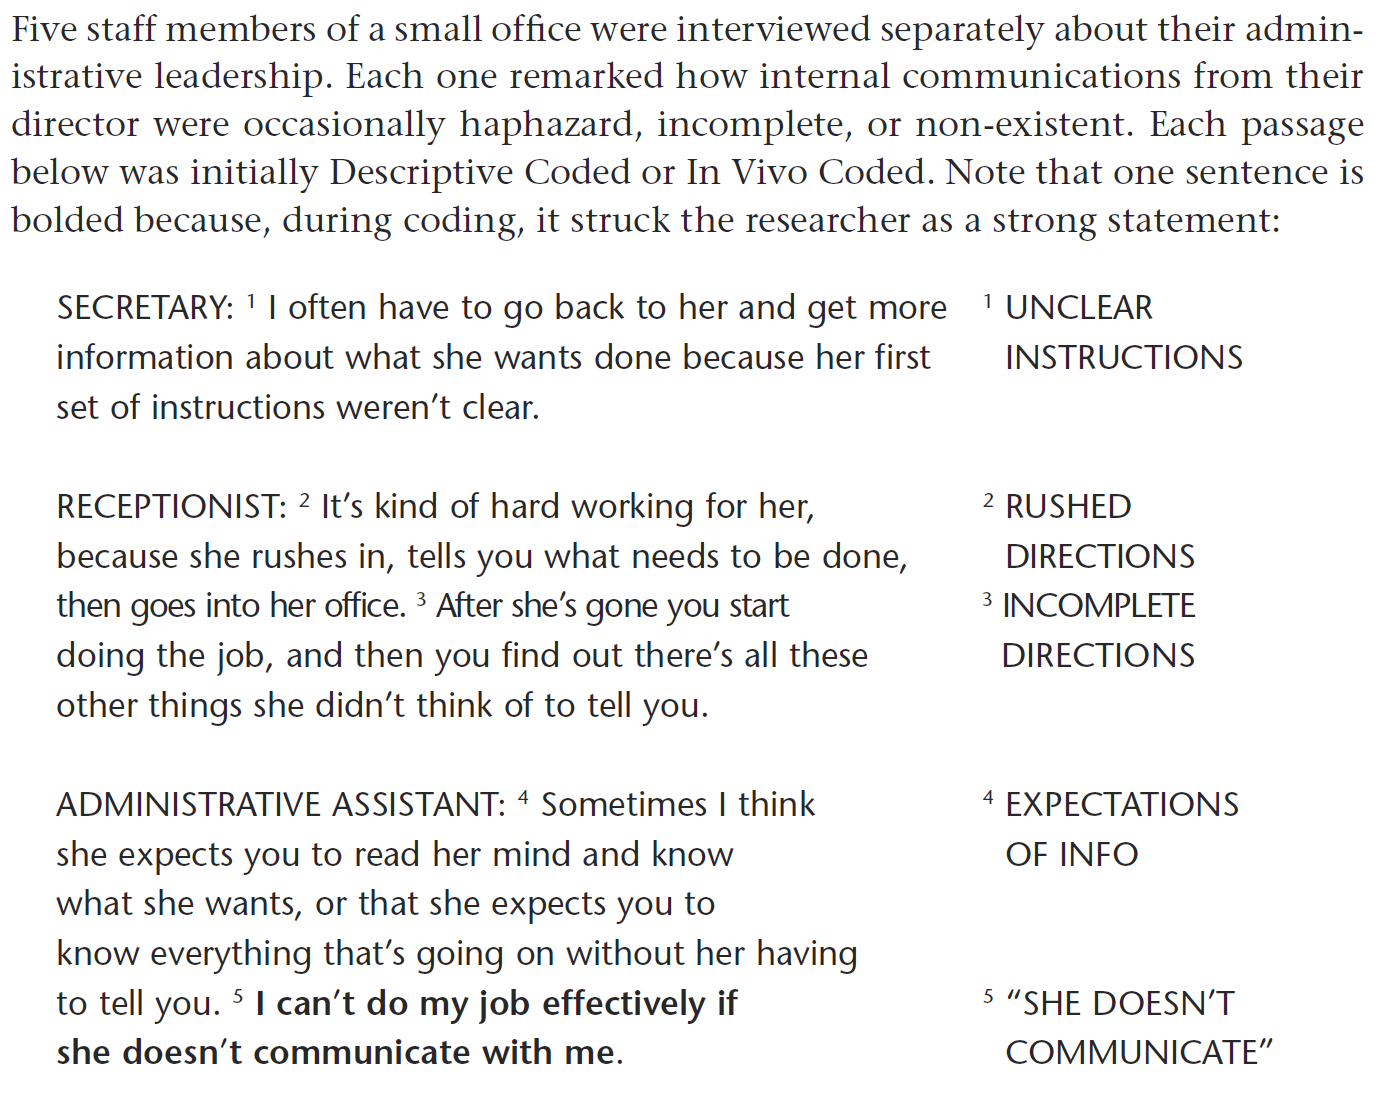 Five staff members of a small office were interviewed separately about their admin-
istrative leadership. Each one remarked how internal communications from their
director were occasionally haphazard, incomplete, or non-existent. Each passage
below was initially Descriptive Coded or In Vivo Coded. Note that one sentence is
bolded because, during coding, it struck the researcher as a strong statement:
SECRETARY: ¹ I often have to go back to her and get more
information about what she wants done because her first
set of instructions weren’t clear.
¹ UNCLEAR
INSTRUCTIONS
RECEPTIONIST: ² It’s kind of hard working for her,
because she rushes in, tells you what needs to be done,
then goes into her office. ³ After she’s gone you start
doing the job, and then you find out there’s all these
other things she didn’t think of to tell you.
² RUSHED
DIRECTIONS
³ INCOMPLETE
DIRECTIONS
ADMINISTRATIVE ASSISTANT: ⁴ Sometimes I think
she expects you to read her mind and know
what she wants, or that she expects you to
know everything that’s going on without her having
to tell you. ⁵ I can’t do my job effectively if
she doesn’t communicate with me.
⁴ EXPECTATIONS
OF INFO
⁵ “SHE DOESN’T
COMMUNICATE”